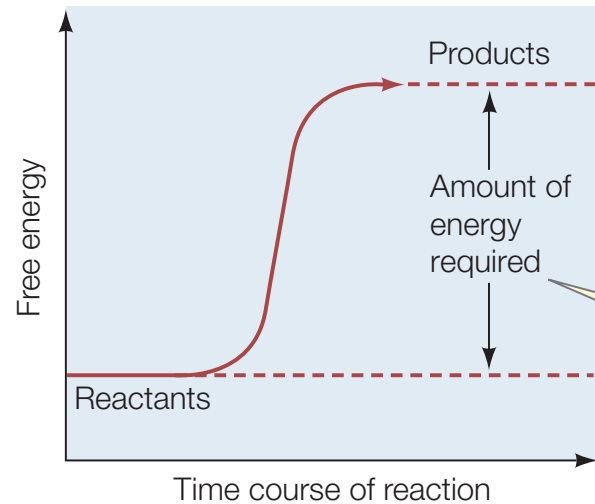 Products
Amount of
energy
required
Free energy
Reactants
Time course of reaction